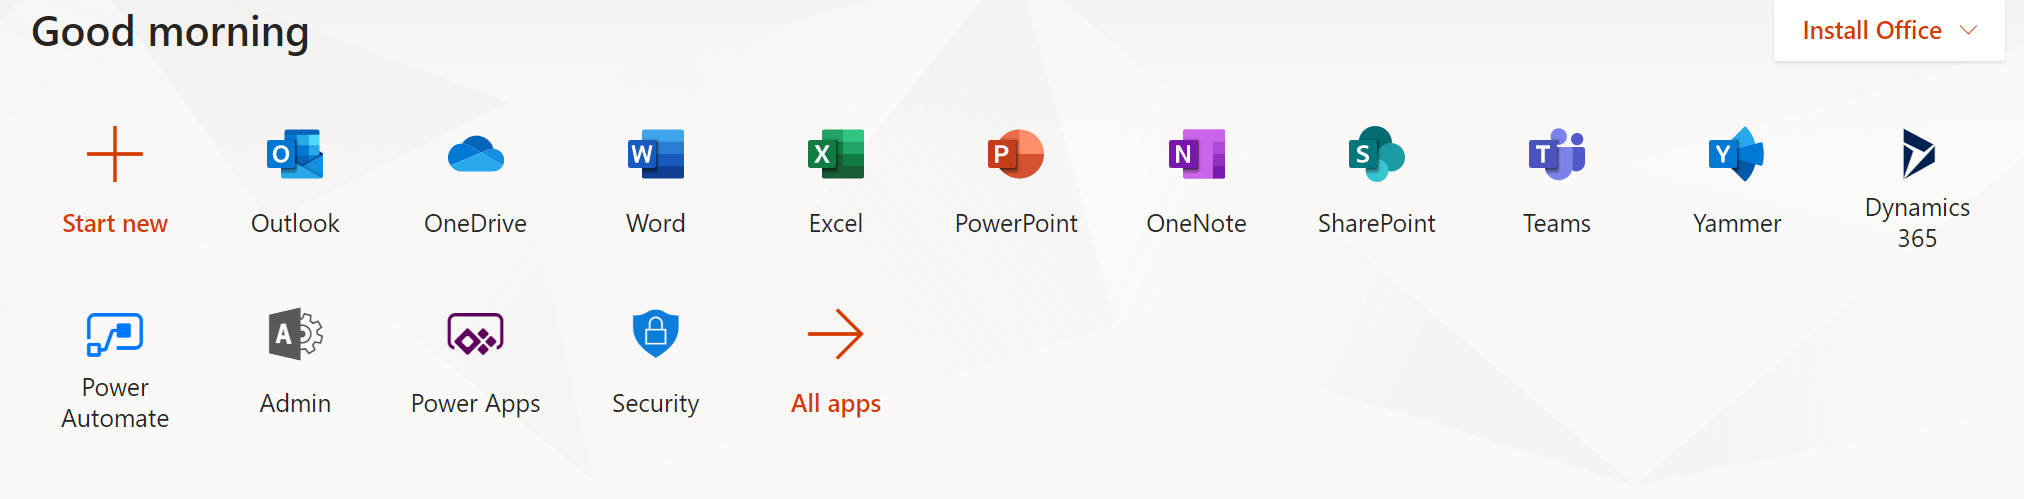 Good morning
Install Office
Start new
Outlook
OneDrive
Word
Excel
PowerPoint
OneNote
SharePoint
Teams
Yammer
Dynamics
365
Power
Automate
Admin
Power Apps
Security
All apps